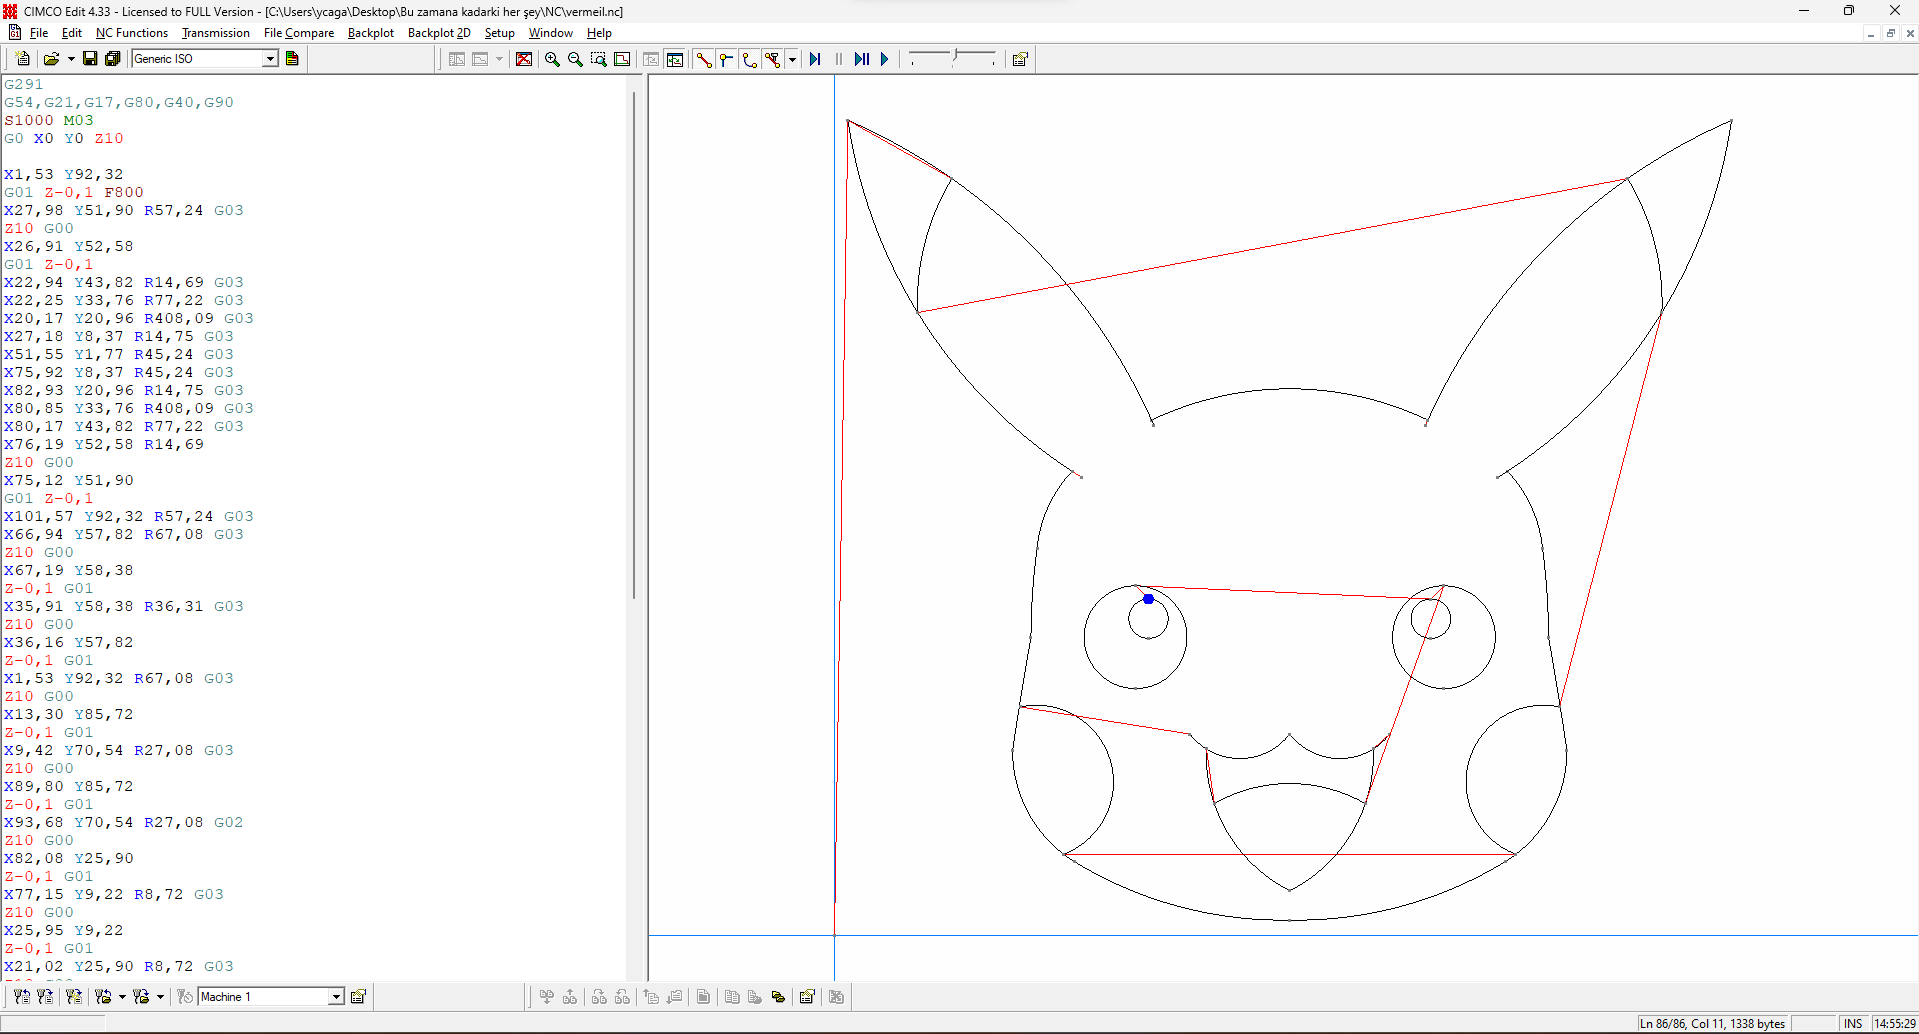 CIMCO Edit 4.33 - Licensed to FULL Version - [C:\Users\ycaga\Desktop\Bu zamana kadarki her şey\NC\vermeil.nc]
File Edit NC Functions Transmission File Compare Backplot Backplot 2D Setup Window Help
Generic ISO
G291
G54,G21,G17,G80,G40,G90
S1000 M03
G0 X0 Y0 Z10
X1,53 Y92,32
G01 Z-0,1 F800
X27,98 Y51,90 R57,24 G03
Z10 G00
X26,91 Y52,58
G01 Z-0,1
X22,94 Y43,82 R14,69 G03
X22,25 Y33,76 R77,22 G03
X20,17 Y20,96 R408,09 G03
X27,18 Y8,37 R14,75 G03
X51,55 Y1,77 R45,24 G03
X75,92 Y8,37 R45,24 G03
X82,93 Y20,96 R14,75 G03
X80,85 Y33,76 R408,09 G03
X80,17 Y43,82 R77,22 G03
X76,19 Y52,58 R14,69
Z10 G00
X75,12 Y51,90
G01 Z-0,1
X101,57 Y92,32 R57,24 G03
X66,94 Y57,82 R67,08 G03
Z10 G00
X67,19 Y58,38
Z-0,1 G01
X35,91 Y58,38 R36,31 G03
Z10 G00
X36,16 Y57,82
Z-0,1 G01
X1,53 Y92,32 R67,08 G03
Z10 G00
X13,30 Y85,72
Z-0,1 G01
X9,42 Y70,54 R27,08 G03
Z10 G00
X89,80 Y85,72
Z-0,1 G01
X93,68 Y70,54 R27,08 G02
Z10 G00
X82,08 Y25,90
Z-0,1 G01
X77,15 Y9,22 R8,72 G03
Z10 G00
X25,95 Y9,22
Z-0,1 G01
X21,02 Y25,90 R8,72 G03
Machine 1
Ln 86/86, Col 11, 1338 bytes INS 14:55:29